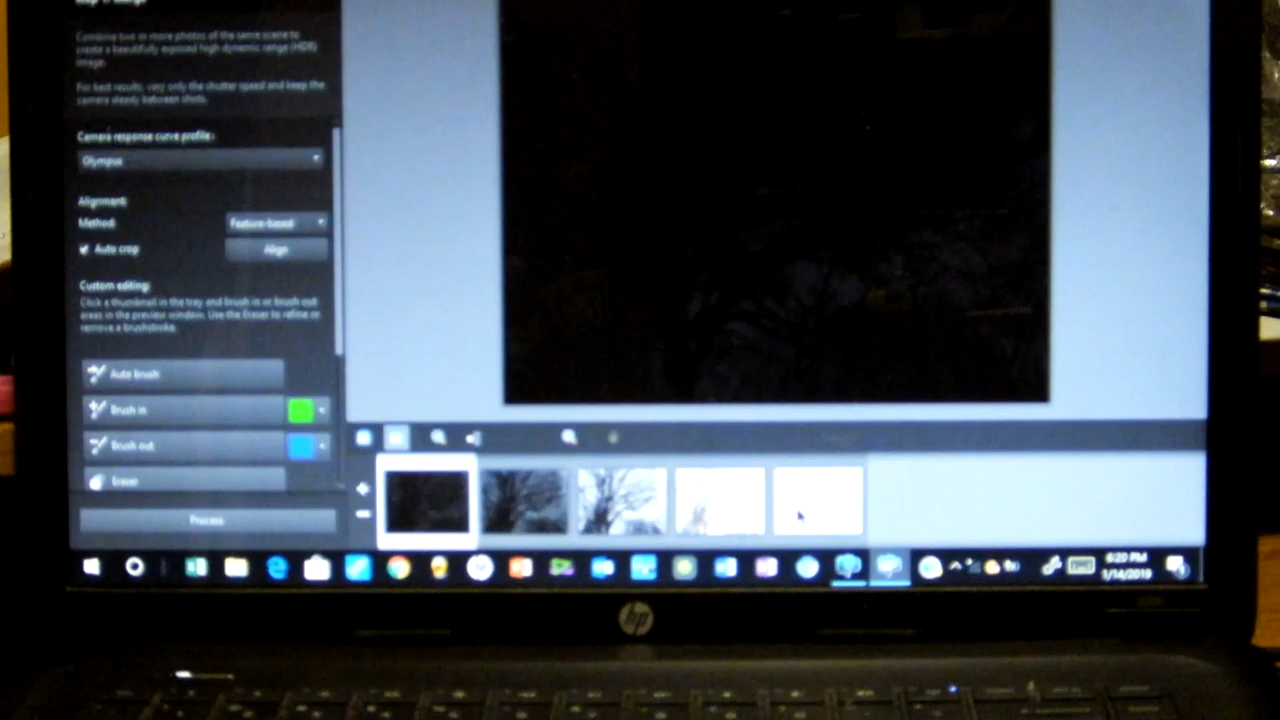 Combine two or more photos of the same scene to
create a beautifully exposed high dynamic range (HDR)
image.
For best results, vary only the shutter speed and keep the
camera steady between shots.
Camera response curve profile:
Olympus
Alignment:
Method:
Feature-based
Auto crop
Align
Custom editing:
Click a thumbnail in the tray and brush in or brush out
areas in the preview window. Use the Eraser to refine or
remove a brushstroke.
Auto brush
Brush in
Brush out
Eraser
Process
6:20 PM
1/14/2019
hp